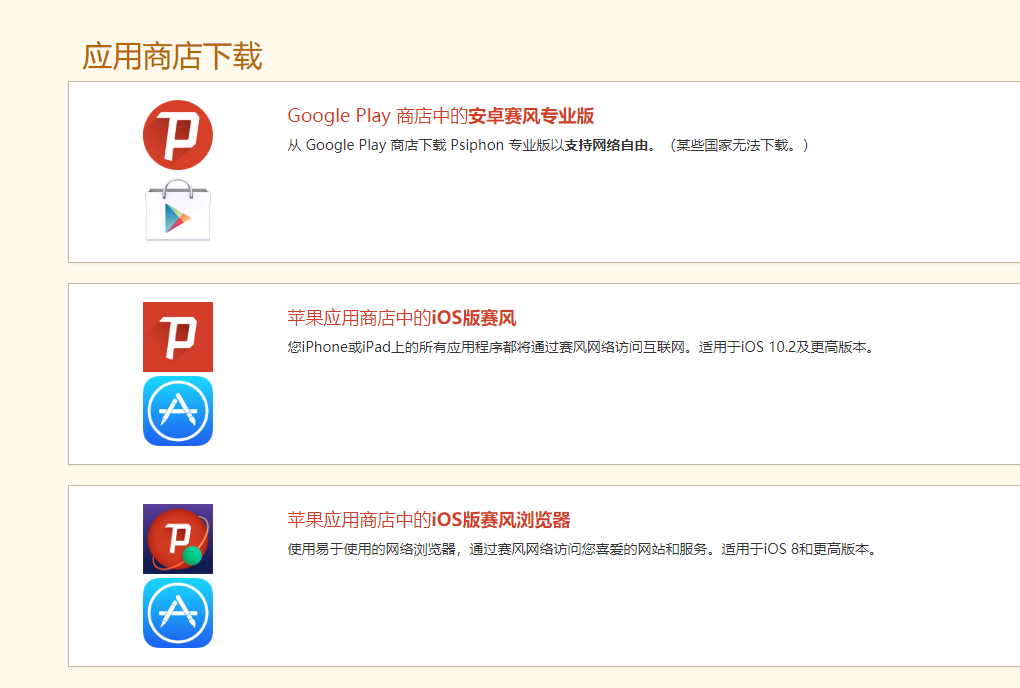 应用商店下载
Google Play 商店中的安卓赛风专业版
从 Google Play 商店下载 Psiphon 专业版以支持网络自由。（某些国家无法下载。）
苹果应用商店中的iOS版赛风
您iPhone或iPad上的所有应用程序都将通过赛风网络访问互联网。适用于iOS 10.2及更高版本。
苹果应用商店中的iOS版赛风浏览器
使用易于使用的网络浏览器，通过赛风网络访问您喜爱的网站和服务。适用于iOS 8和更高版本。